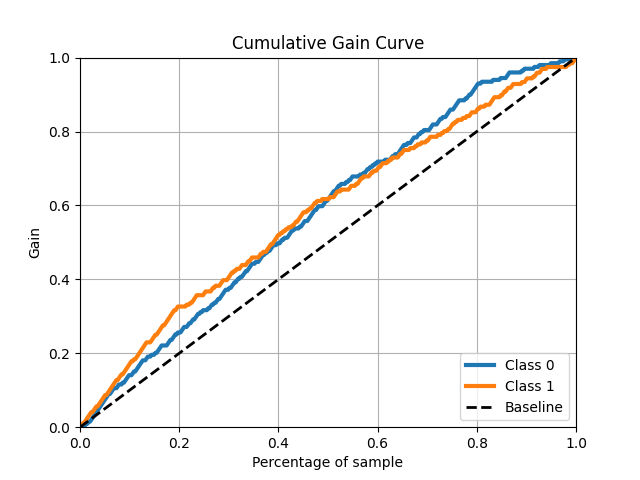 Cumulative Gain Curve
1.0
0.8
0.6
0.4
0.2
0.0
Gain
0.0 0.2 0.4 0.6 0.8 1.0
Percentage of sample
Class 0
Class 1
Baseline